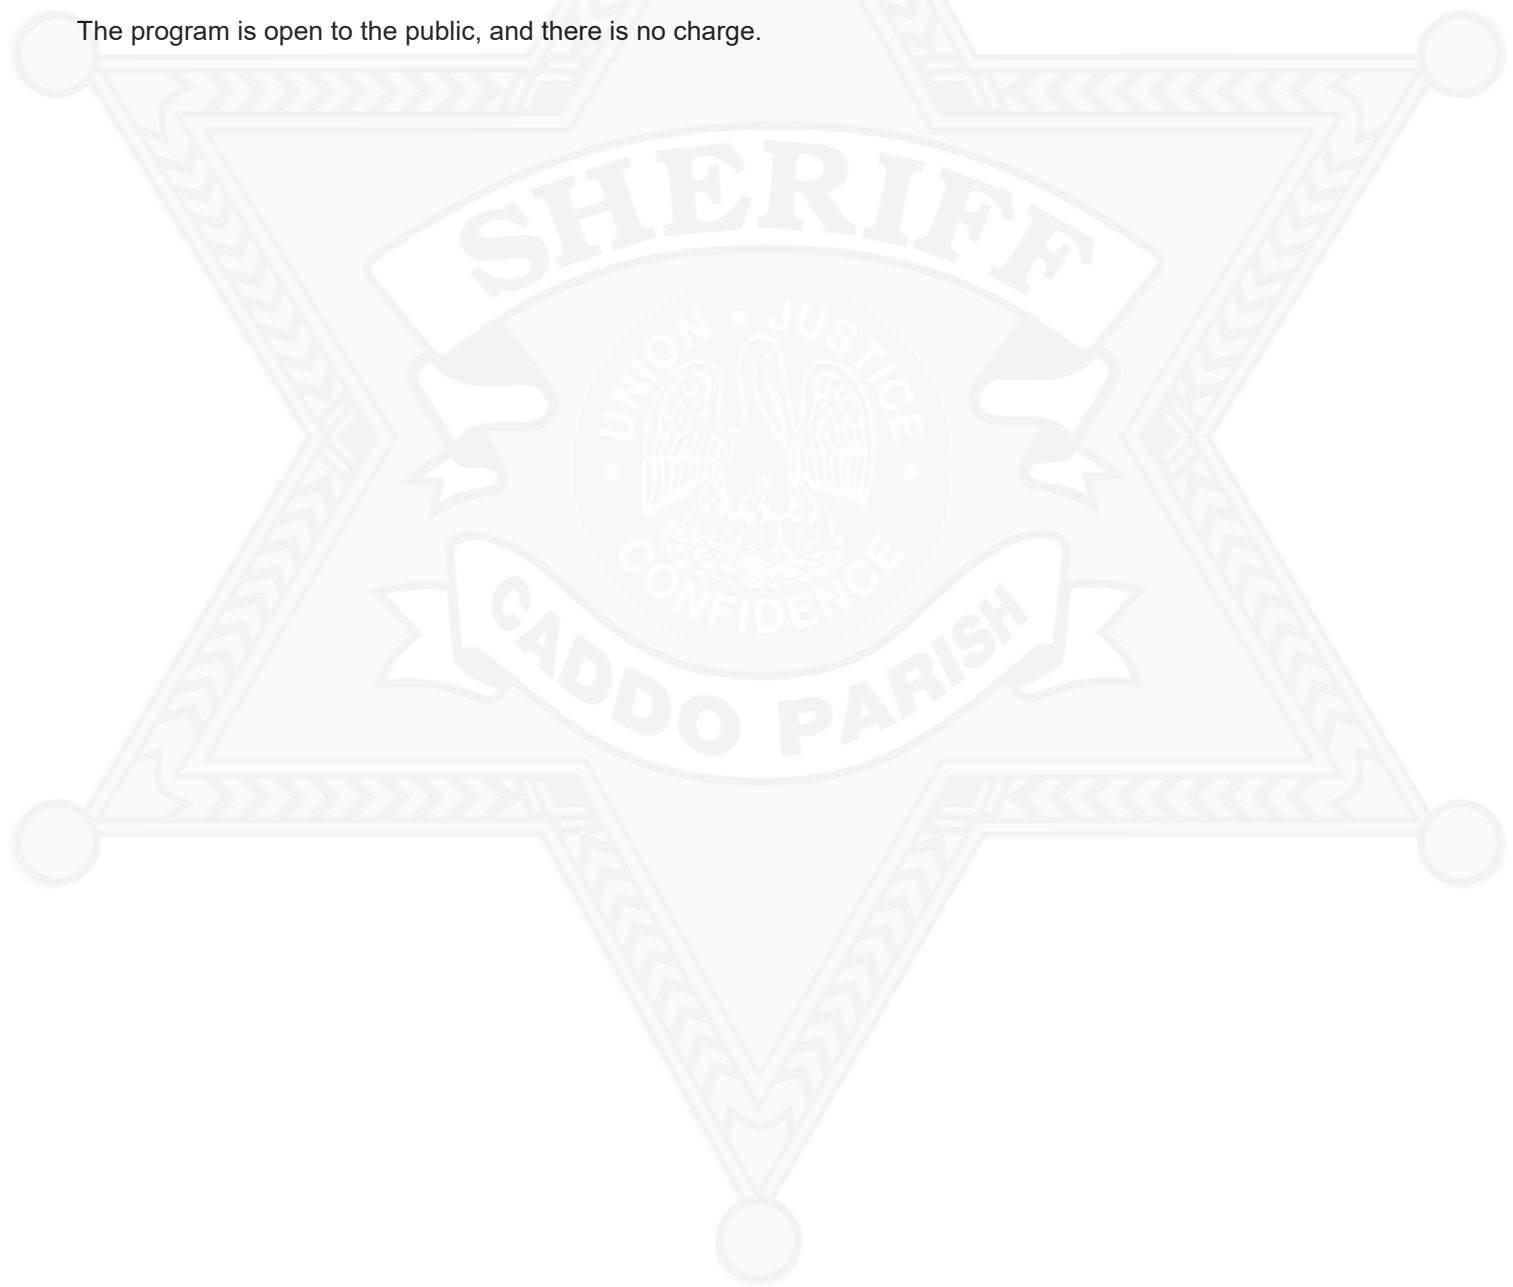 The program is open to the public, and there is no charge.
SHERIFF
UNION • JUSTICE
• CONFIDENCE •
CADDO PARISH